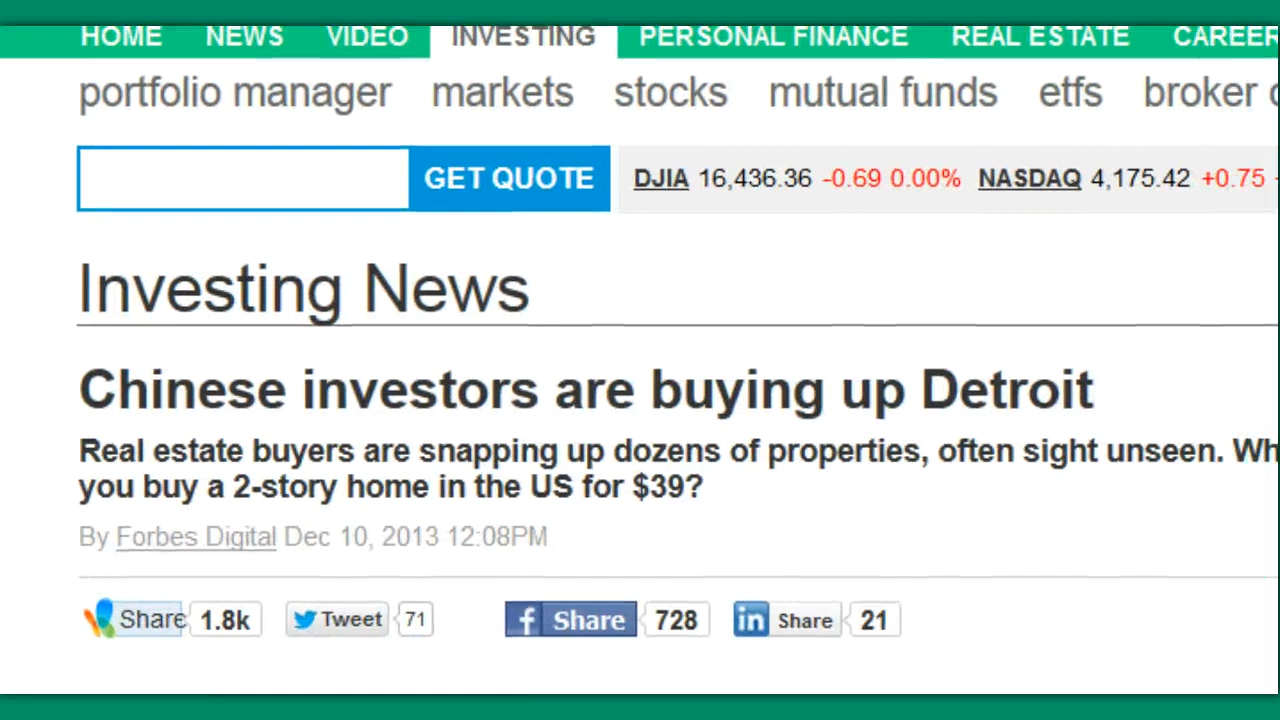 HOME NEWS VIDEO INVESTING PERSONAL FINANCE REAL ESTATE CAREER
portfolio manager markets stocks mutual funds etfs broker
GET QUOTE DJIA 16,436.36 -0.69 0.00% NASDAQ 4,175.42 +0.75
Investing News
Chinese investors are buying up Detroit
Real estate buyers are snapping up dozens of properties, often sight unseen. Wh
you buy a 2-story home in the US for $39?
By Forbes Digital Dec 10, 2013 12:08PM
Share 1.8k Tweet 71 f Share 728 in Share 21